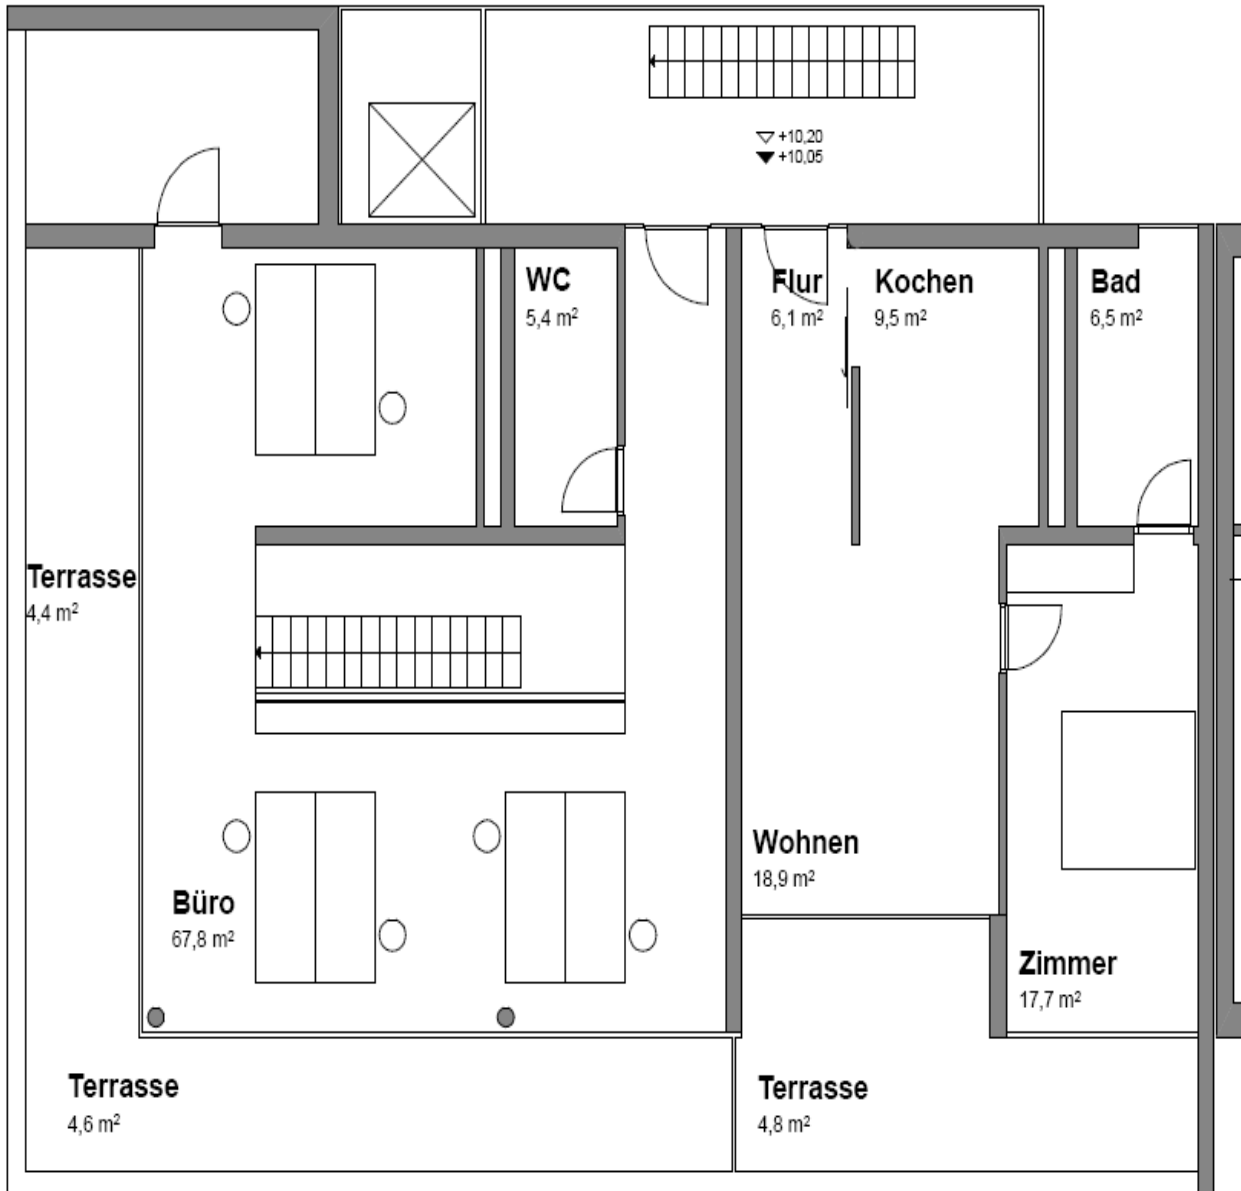 ▽ +10,20
▼ +10,05
WC
5,4 m²
Flur
6,1 m²
Kochen
9,5 m²
Bad
6,5 m²
Terrasse
4,4 m²
Wohnen
18,9 m²
Büro
67,8 m²
Zimmer
17,7 m²
Terrasse
4,6 m²
Terrasse
4,8 m²